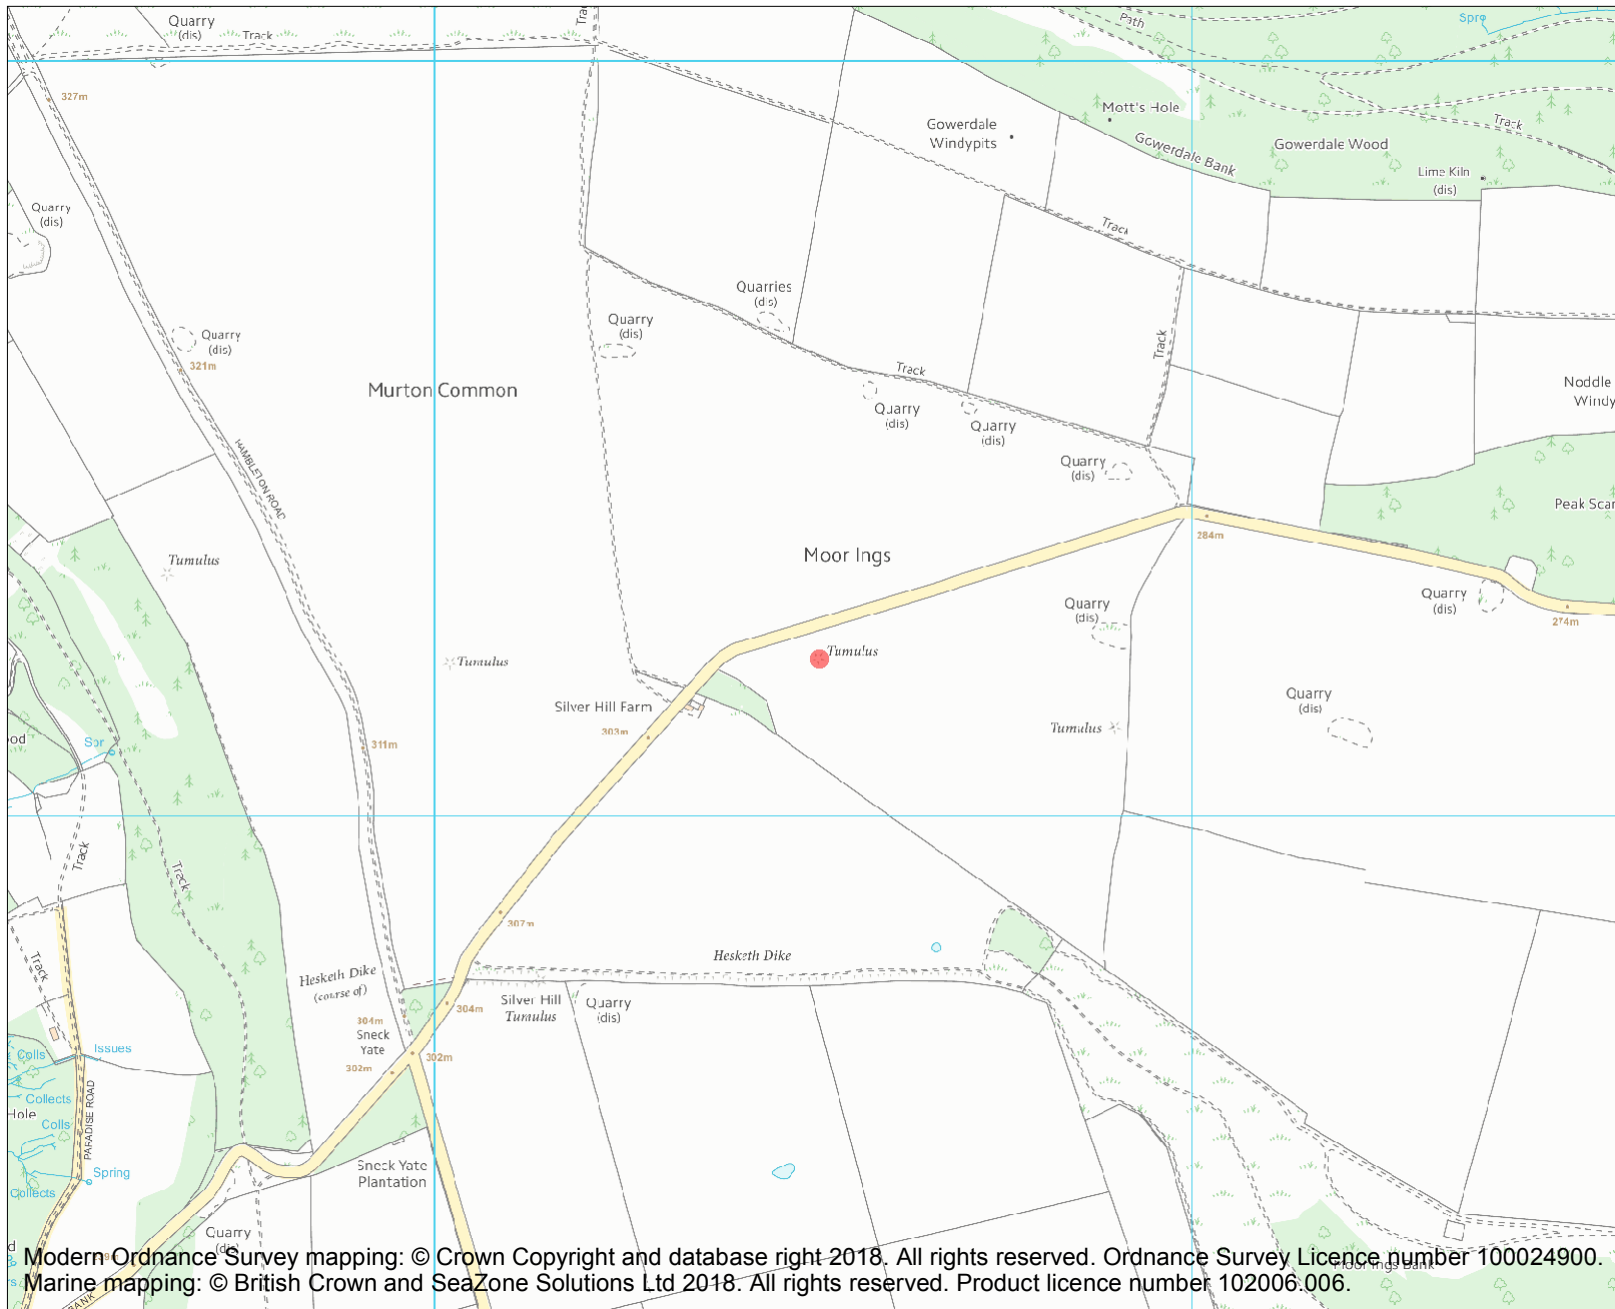 Quarry
(dis)
Track
Trac
Path
Spro
327m
Mott's Hole
Gowerdale
Windypits
Gowerdale Bank
Gowerdale Wood
Track
Lime Kiln
(dis)
Quarry
(dis)
Track
Quarries
(dis)
Quarry
(dis)
Quarry
(dis)
321m
Murton Common
Track
Track
Noddle
Windy
Quarry
(dis)
Quarry
(dis)
HAMBLETON ROAD
Quarry
(dis)
Peak Scar
284m
Moor Ings
Tumulus
Quarry
(dis)
Quarry
(dis)
274m
Tumulus
Tumulus
Silver Hill Farm
303m
Quarry
(dis)
Tumulus
ood
Spr
311m
Track
Track
307m
Track
Hesketh Dike
(course of)
Hesketh Dike
304m
Silver Hill
Tumulus
Quarry
(dis)
304m
Sneck
Yate
302m
302m
Issues
Colls
Collects
Hole
Colls
PARADISE ROAD
Spring
Collects
Sneck Yate
Plantation
Quarry
(dis)
Moor Ings Bank
BANK
Modern Ordnance Survey mapping: © Crown Copyright and database right 2018. All rights reserved. Ordnance Survey Licence number 100024900.
Marine mapping: © British Crown and SeaZone Solutions Ltd 2018. All rights reserved. Product licence number 102006.006.